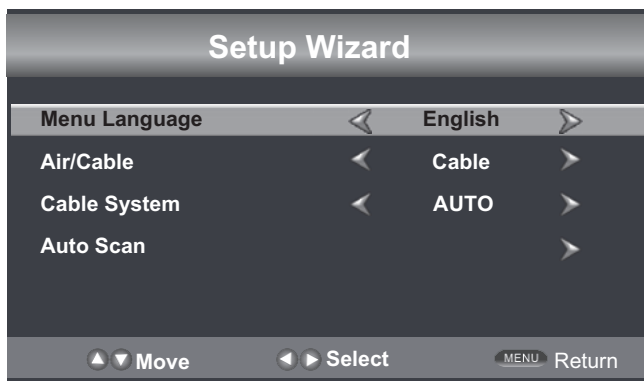 Setup Wizard
Menu Language English
Air/Cable Cable
Cable System AUTO
Auto Scan
Move Select MENU Return